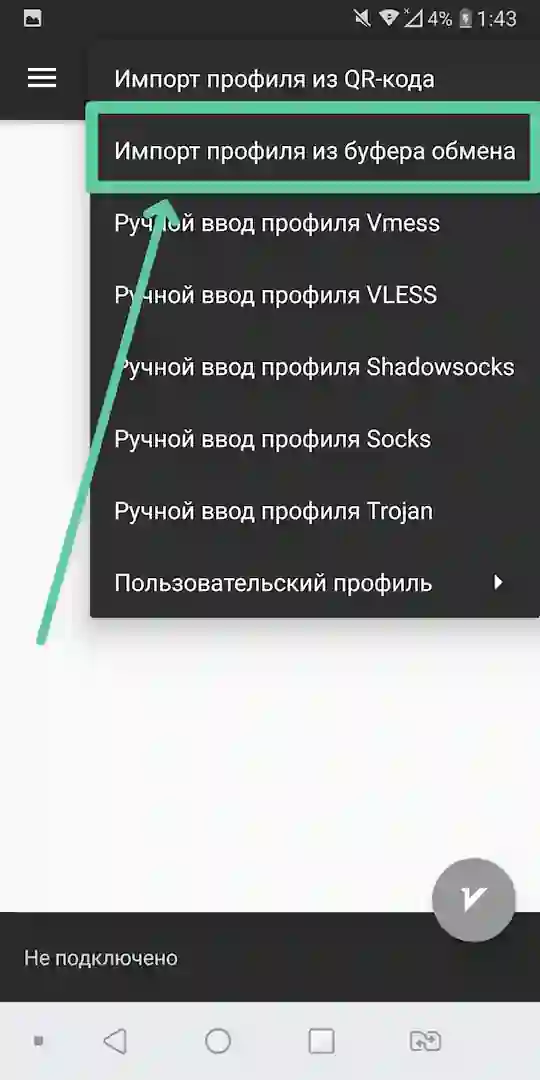 4% 1:43
Импорт профиля из QR-кода
Импорт профиля из буфера обмена
Ручной ввод профиля Vmess
Ручной ввод профиля VLESS
Ручной ввод профиля Shadowsocks
Ручной ввод профиля Socks
Ручной ввод профиля Trojan
Пользовательский профиль
Не подключено